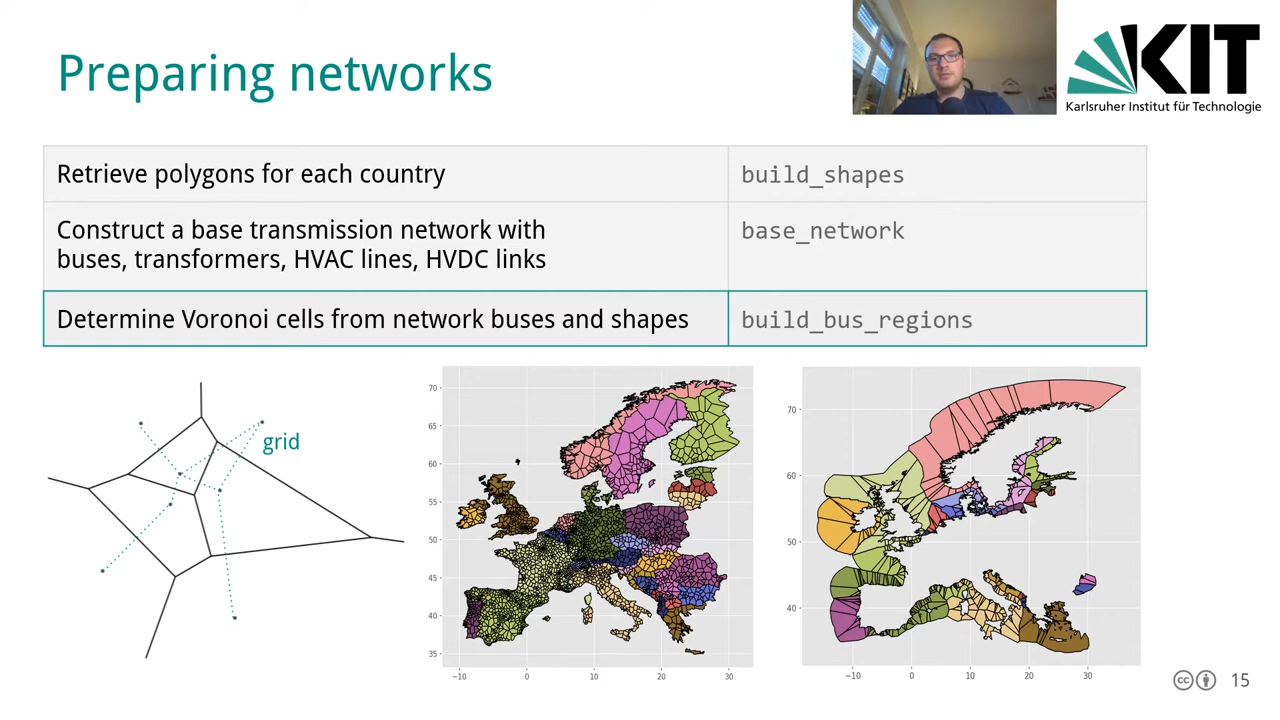 Preparing networks
KIT
Karlsruher Institut für Technologie
Retrieve polygons for each country
build_shapes
Construct a base transmission network with
buses, transformers, HVAC lines, HVDC links
base_network
Determine Voronoi cells from network buses and shapes
build_bus_regions
grid
70
65
60
55
50
45
40
35
−10 0 10 20 30
70
60
50
40
−10 0 10 20 30
cc
15